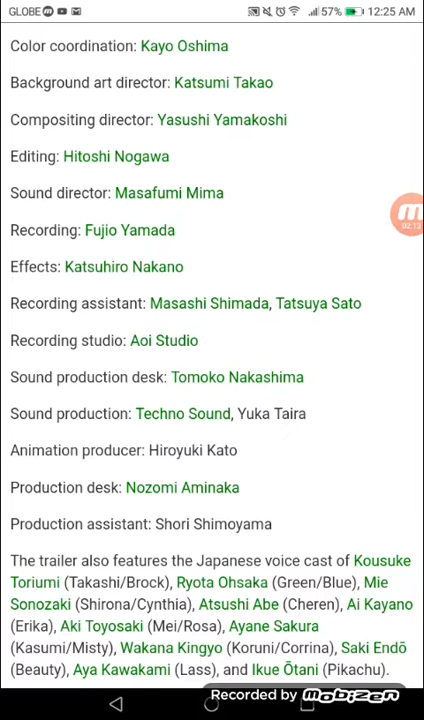 GLOBE 57% 12:25 AM
Color coordination: Kayo Oshima
Background art director: Katsumi Takao
Compositing director: Yasushi Yamakoshi
Editing: Hitoshi Nogawa
Sound director: Masafumi Mima
02:13
Recording: Fujio Yamada
Effects: Katsuhiro Nakano
Recording assistant: Masashi Shimada, Tatsuya Sato
Recording studio: Aoi Studio
Sound production desk: Tomoko Nakashima
Sound production: Techno Sound, Yuka Taira
Animation producer: Hiroyuki Kato
Production desk: Nozomi Aminaka
Production assistant: Shori Shimoyama
The trailer also features the Japanese voice cast of Kousuke
Toriumi (Takashi/Brock), Ryota Ohsaka (Green/Blue), Mie
Sonozaki (Shirona/Cynthia), Atsushi Abe (Cheren), Ai Kayano
(Erika), Aki Toyosaki (Mei/Rosa), Ayane Sakura
(Kasumi/Misty), Wakana Kingyo (Koruni/Corrina), Saki Endō
(Beauty), Aya Kawakami (Lass), and Ikue Ōtani (Pikachu).
Recorded by mobizen